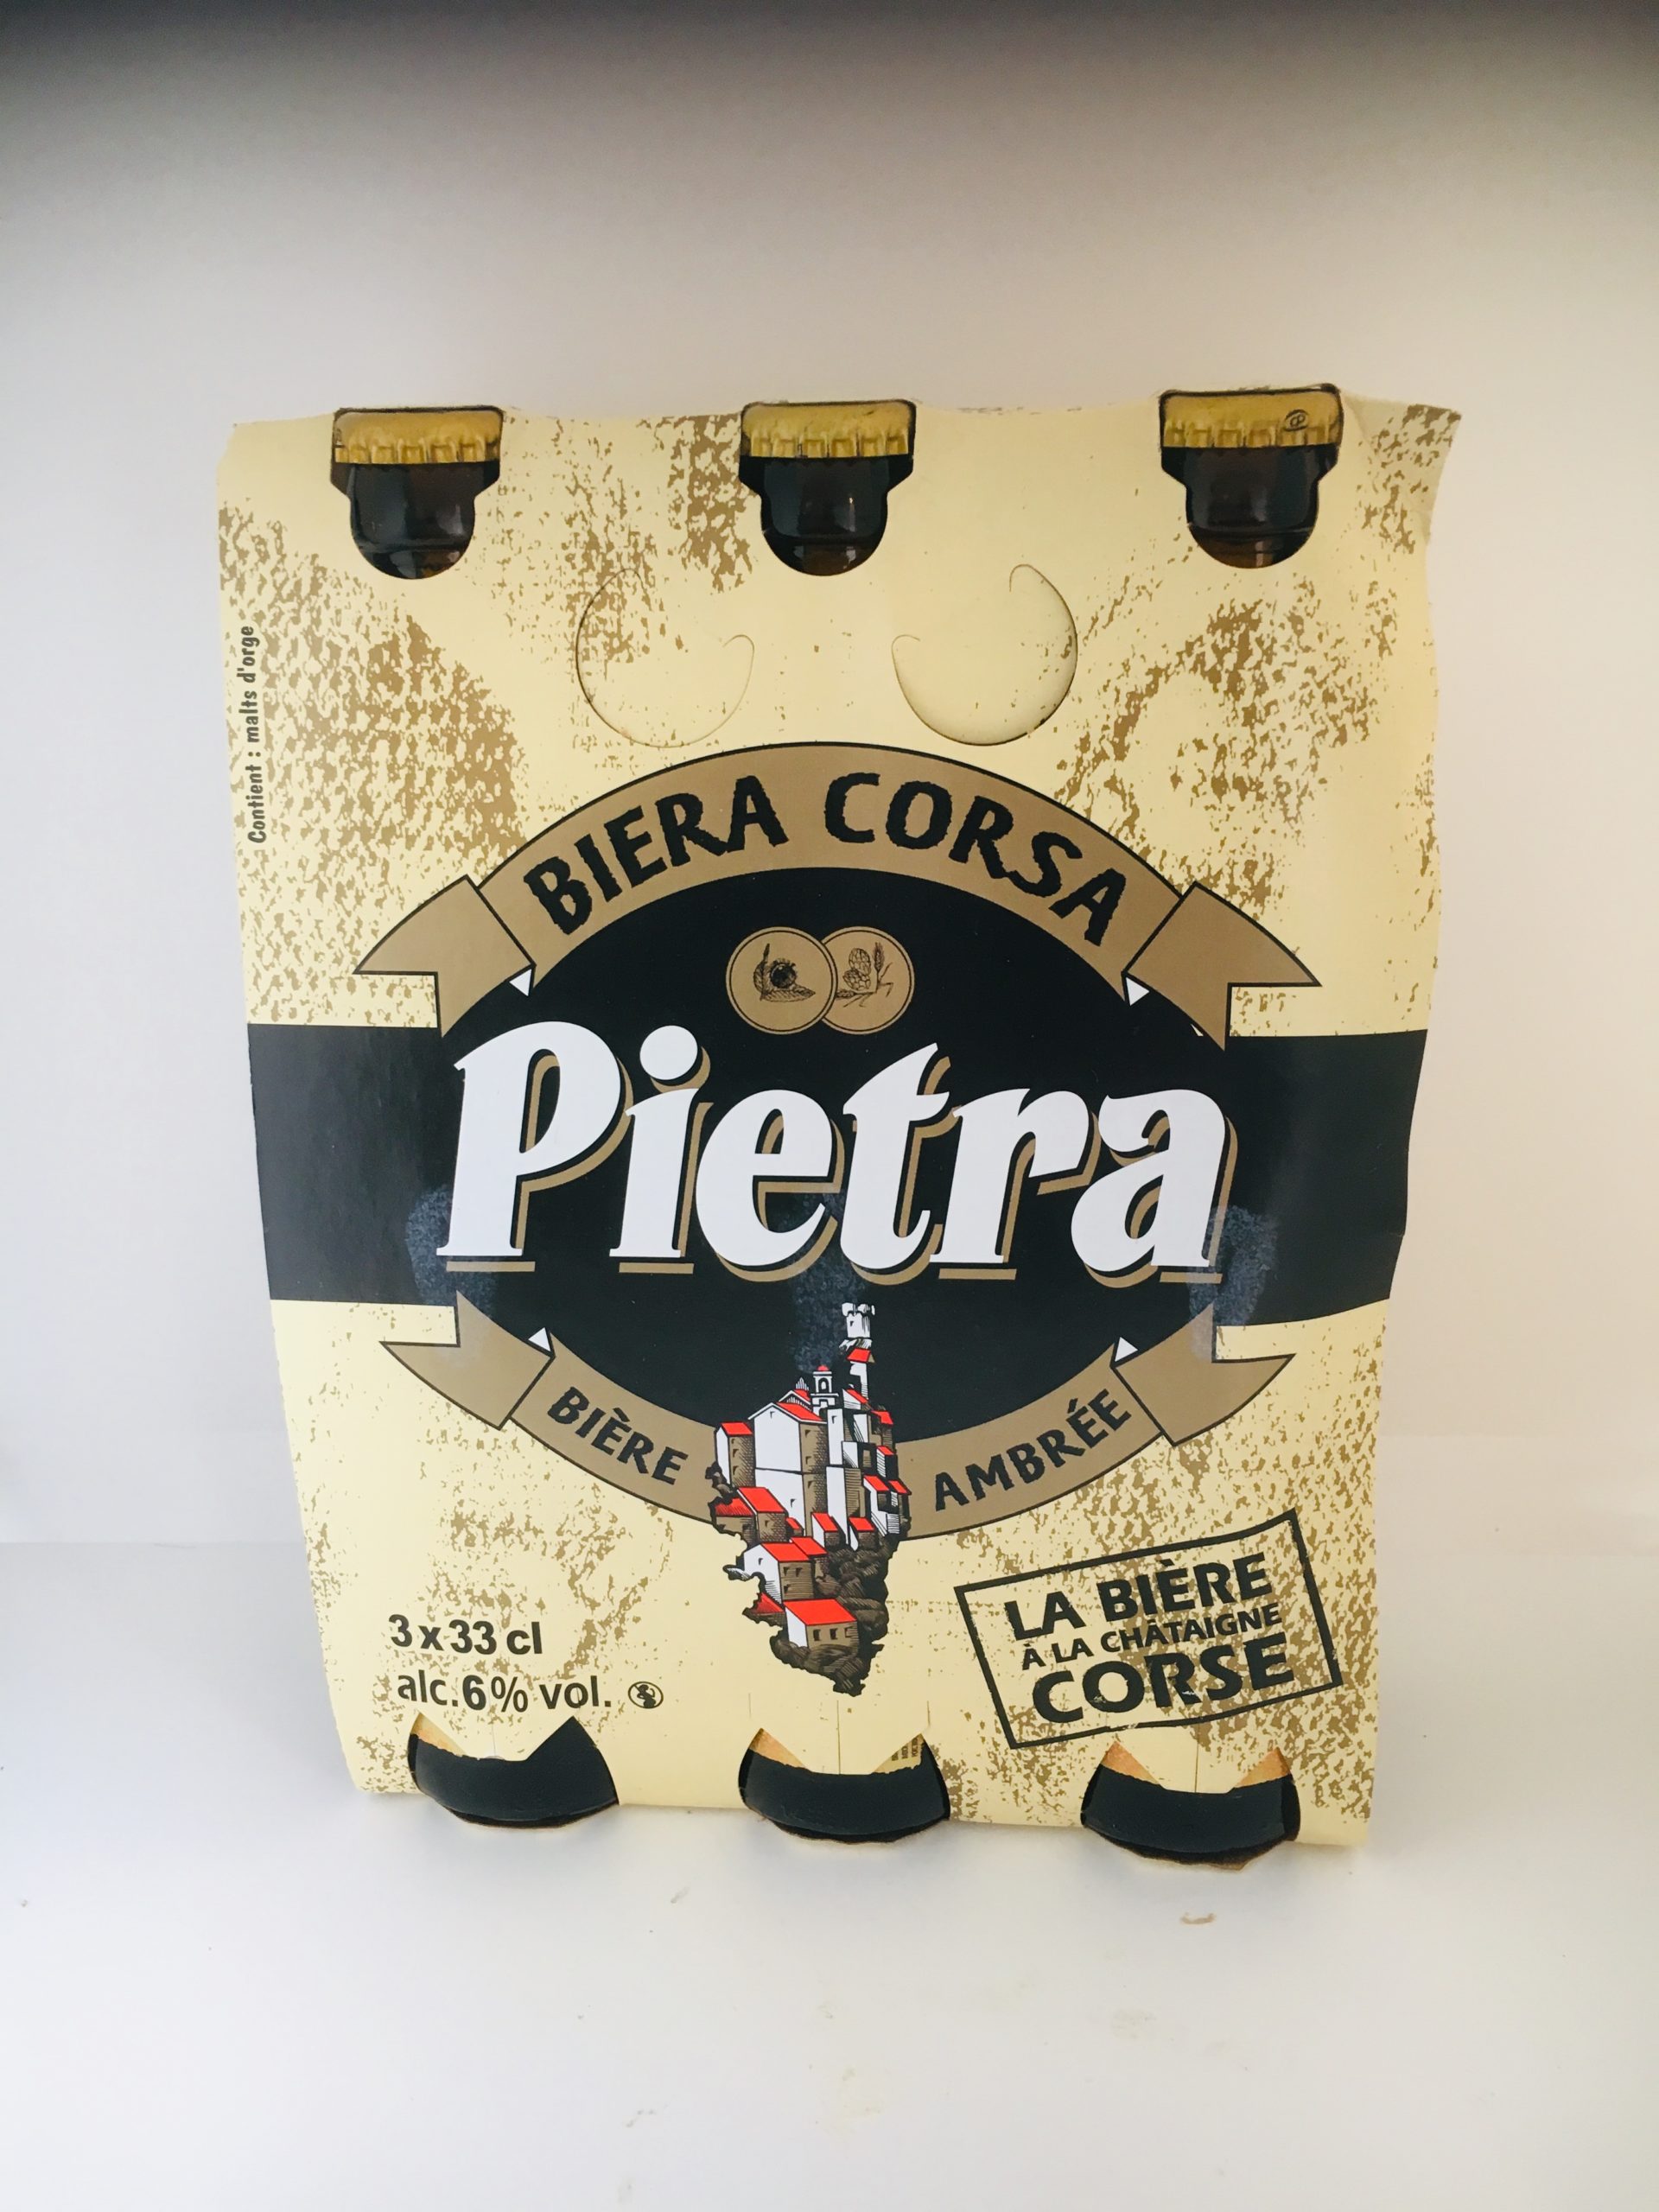 Contient : malts d'orge
BIERA CORSA
Pietra
BIÈRE AMBRÉE
3 x 33 cl
alc. 6% vol.
LA BIÈRE
À LA CHÂTAIGNE
CORSE